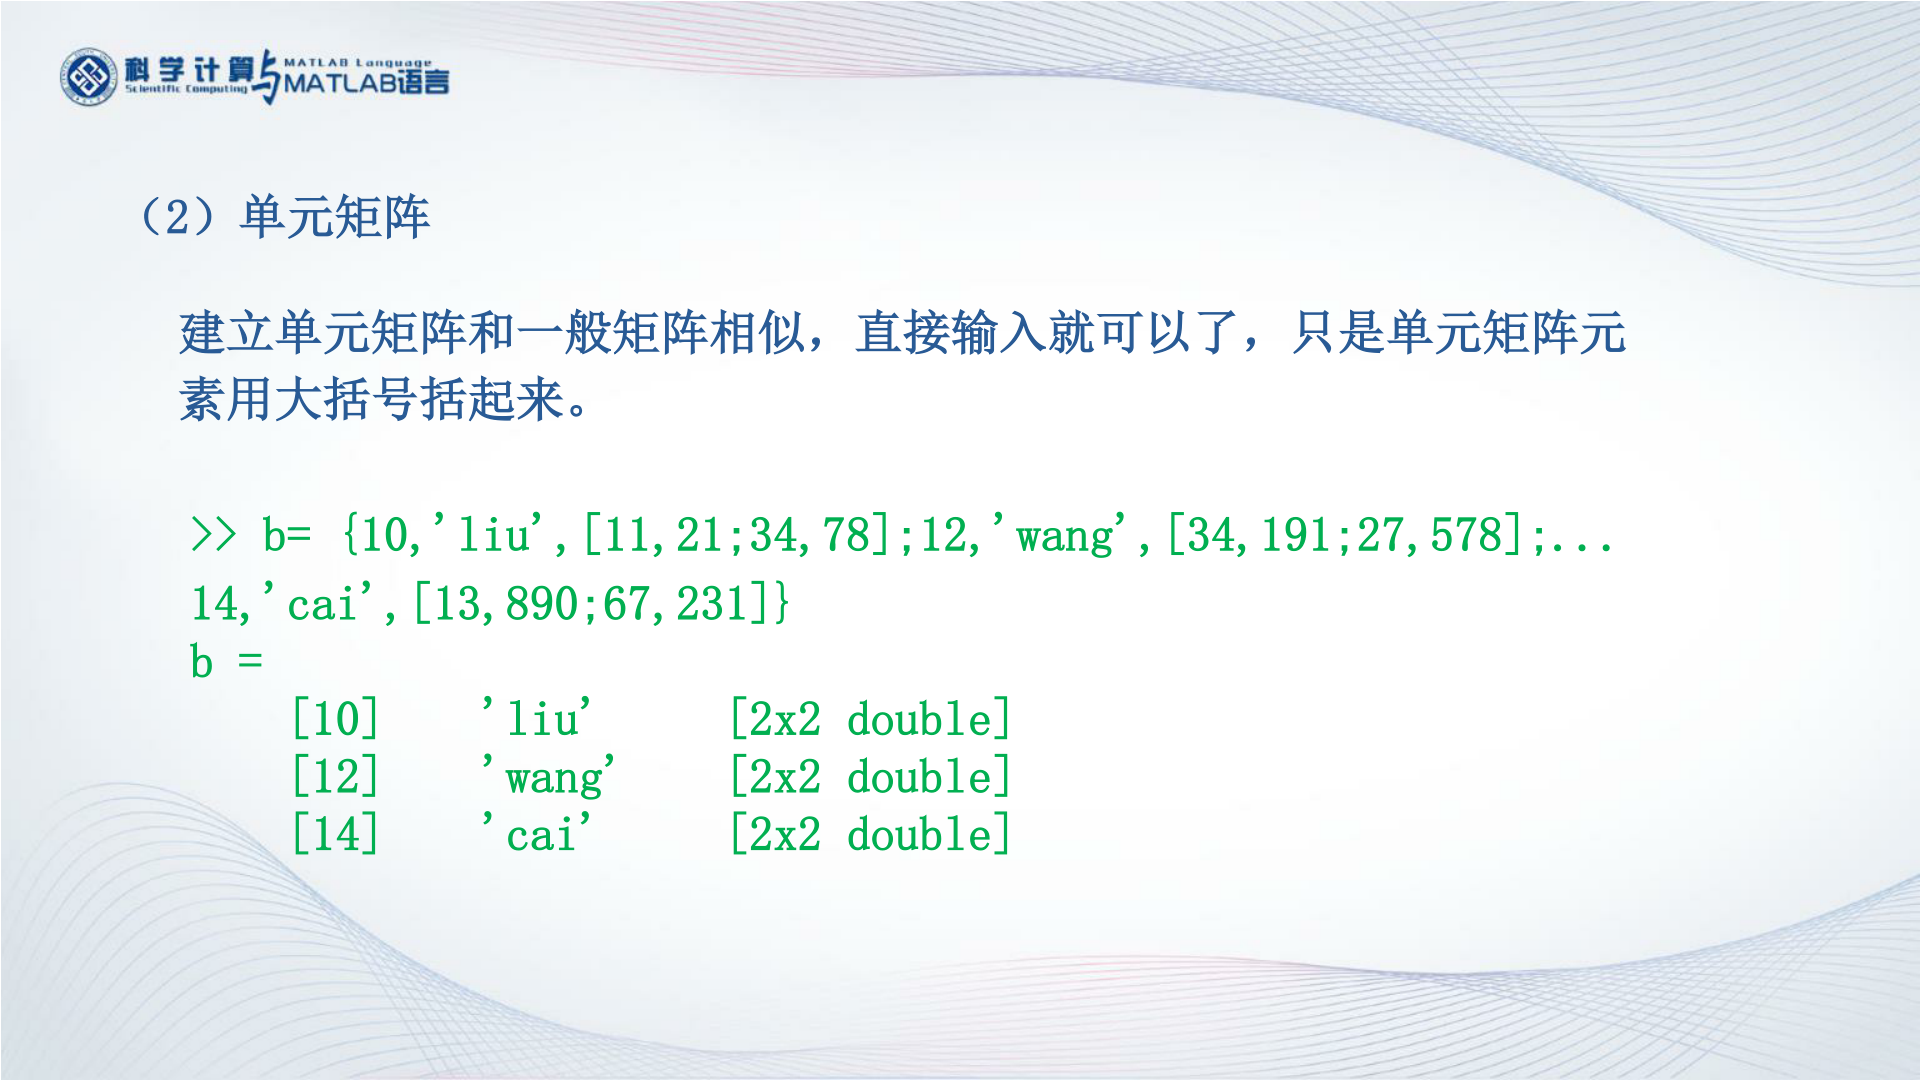 科学计算与MATLAB语言
Scientific Computing MATLAB Language
（2）单元矩阵
建立单元矩阵和一般矩阵相似，直接输入就可以了，只是单元矩阵元
素用大括号括起来。
>> b= {10,'liu',[11,21;34,78];12,'wang',[34,191;27,578];...
14,'cai',[13,890;67,231]}
b =
[10]    'liu'     [2x2 double]
[12]    'wang'    [2x2 double]
[14]    'cai'     [2x2 double]